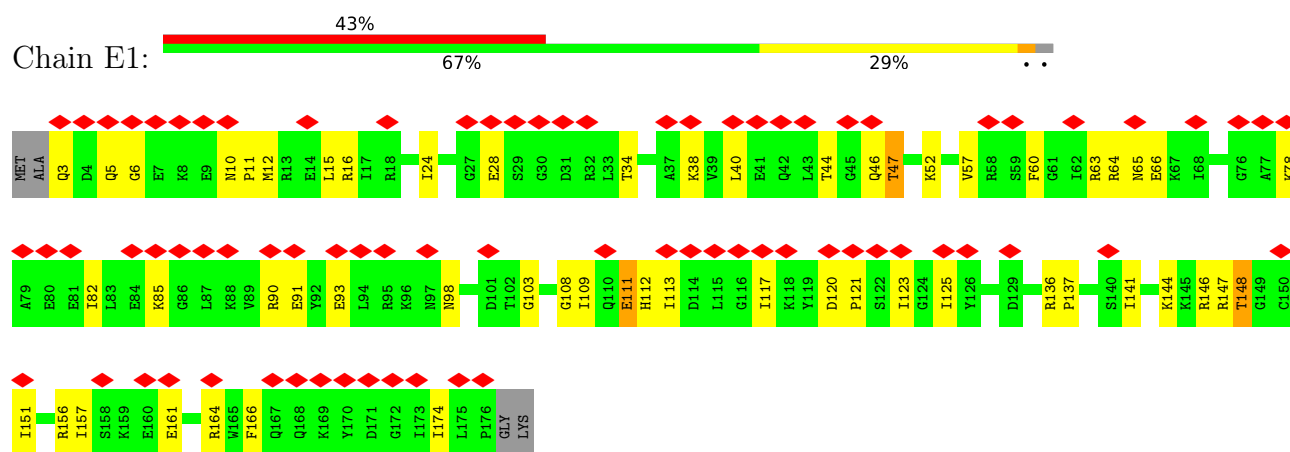 43%
Chain E1:
67% 29% • •
MET ALA Q3 D4 Q5 G6 E7 K8 E9 N10 P11 M12 R13 E14 L15 R16 I17 R18 I24 G27 E28 S29 G30 D31 R32 L33 T34 A37 K38 V39 L40 E41 Q42 L43 T44 G45 Q46 T47 K52 V57 R58 S59 F60 G61 I62 R63 R64 N65 E66 K67 I68 G76 A77 K78
A79 E80 E81 I82 L83 E84 K85 G86 L87 K88 V89 R90 E91 Y92 E93 L94 R95 K96 N97 N98 D101 T102 G103 G108 I109 Q110 E111 H112 I113 D114 L115 G116 I117 K118 Y119 D120 P121 S122 I123 G124 I125 Y126 D129 R136 P137 S140 I141 K144 K145 R146 R147 T148 G149 C150
I151 R156 I157 S158 K159 E160 E161 R164 W165 F166 Q167 Q168 K169 Y170 D171 G172 I173 I174 L175 P176 GLY LYS